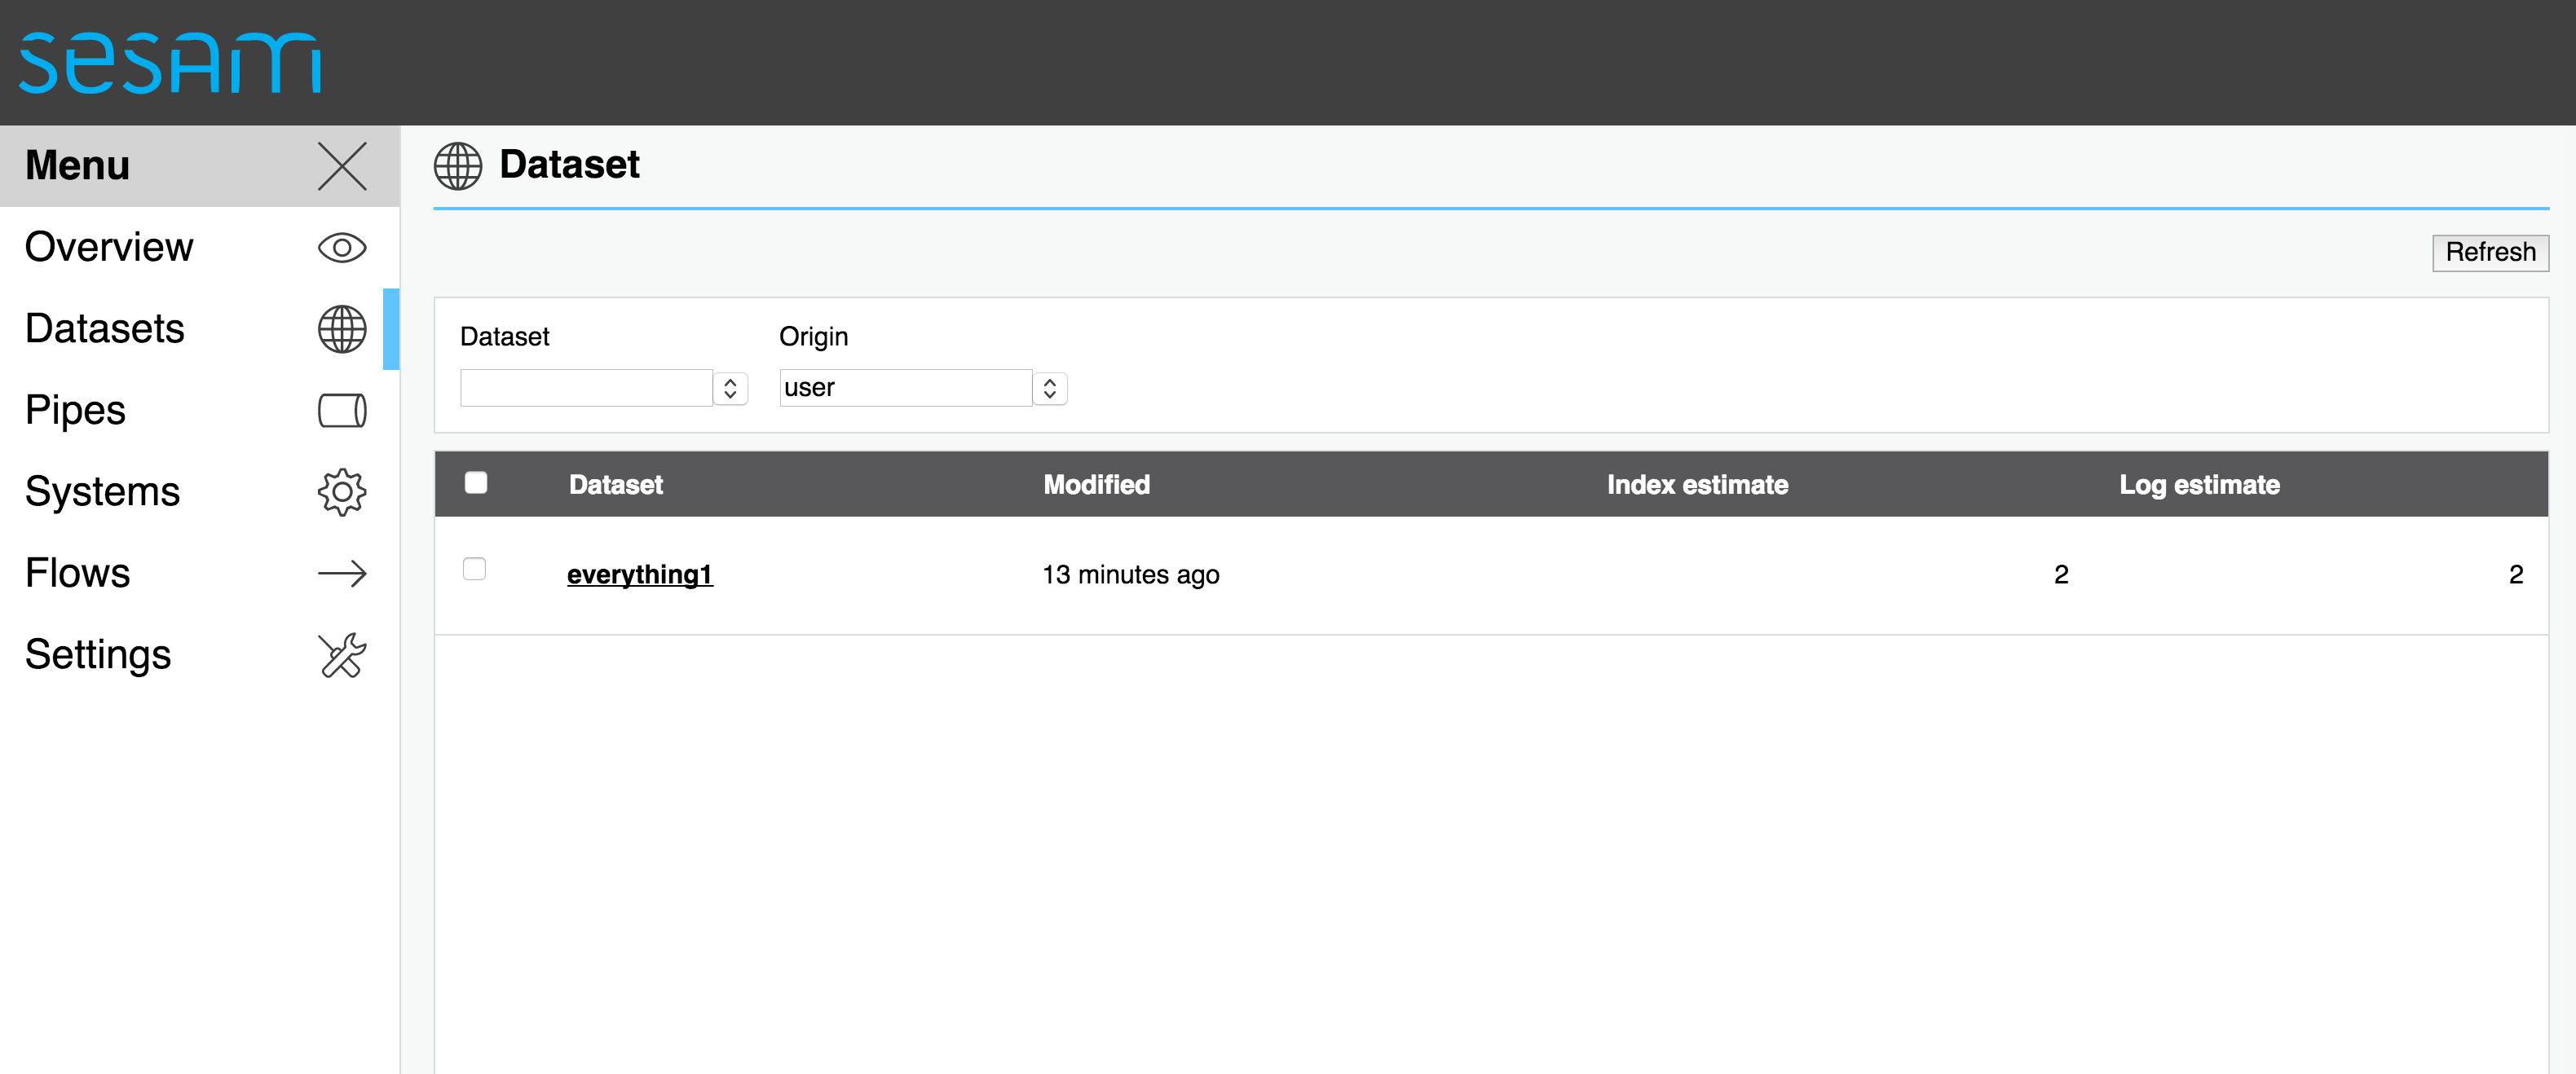 sesam
Menu
Overview
Datasets
Pipes
Systems
Flows
Settings
Dataset
Refresh
Dataset Origin
user
Dataset Modified Index estimate Log estimate
everything1 13 minutes ago 2 2